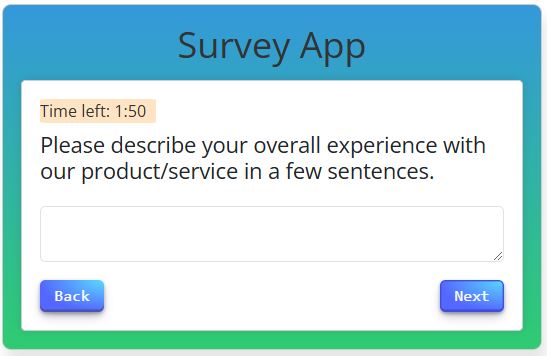 Survey App
Time left: 1:50
Please describe your overall experience with
our product/service in a few sentences.
Back
Next